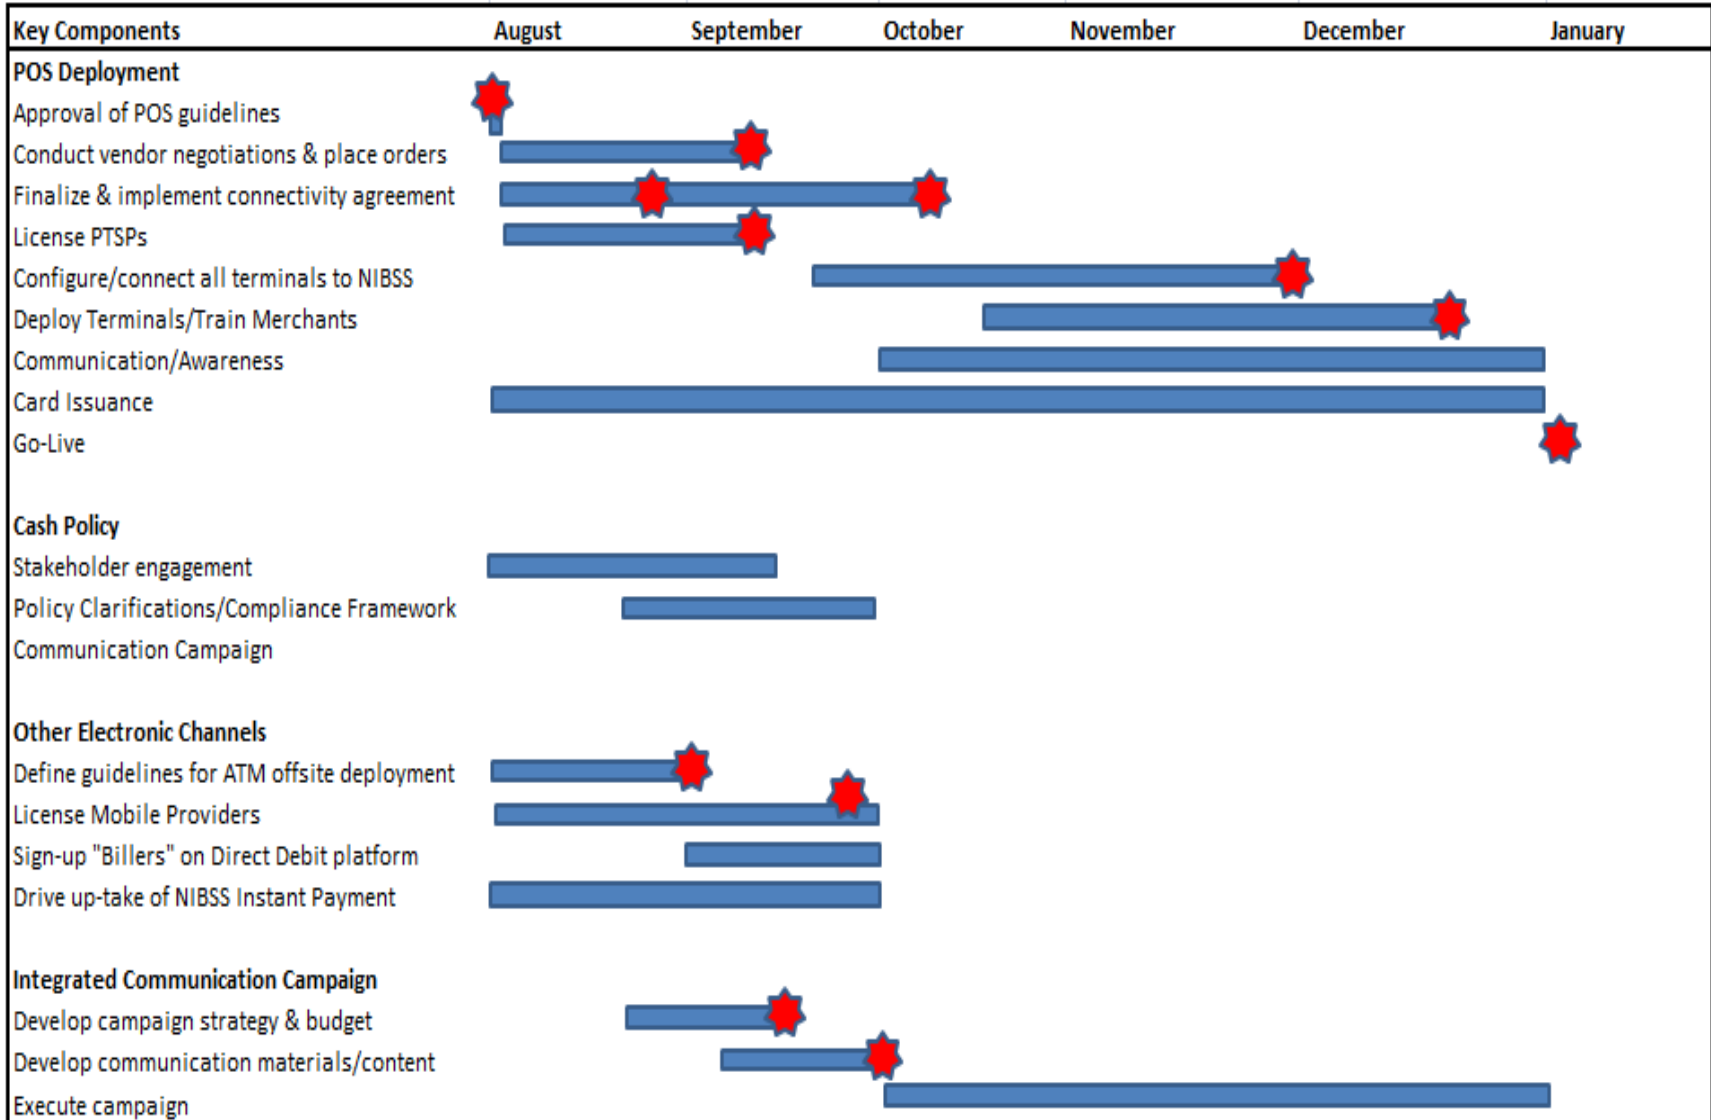 Key Components August September October November December January
POS Deployment
Approval of POS guidelines
Conduct vendor negotiations & place orders
Finalize & implement connectivity agreement
License PTSPs
Configure/connect all terminals to NIBSS
Deploy Terminals/Train Merchants
Communication/Awareness
Card Issuance
Go-Live
Cash Policy
Stakeholder engagement
Policy Clarifications/Compliance Framework
Communication Campaign
Other Electronic Channels
Define guidelines for ATM offsite deployment
License Mobile Providers
Sign-up "Billers" on Direct Debit platform
Drive up-take of NIBSS Instant Payment
Integrated Communication Campaign
Develop campaign strategy & budget
Develop communication materials/content
Execute campaign